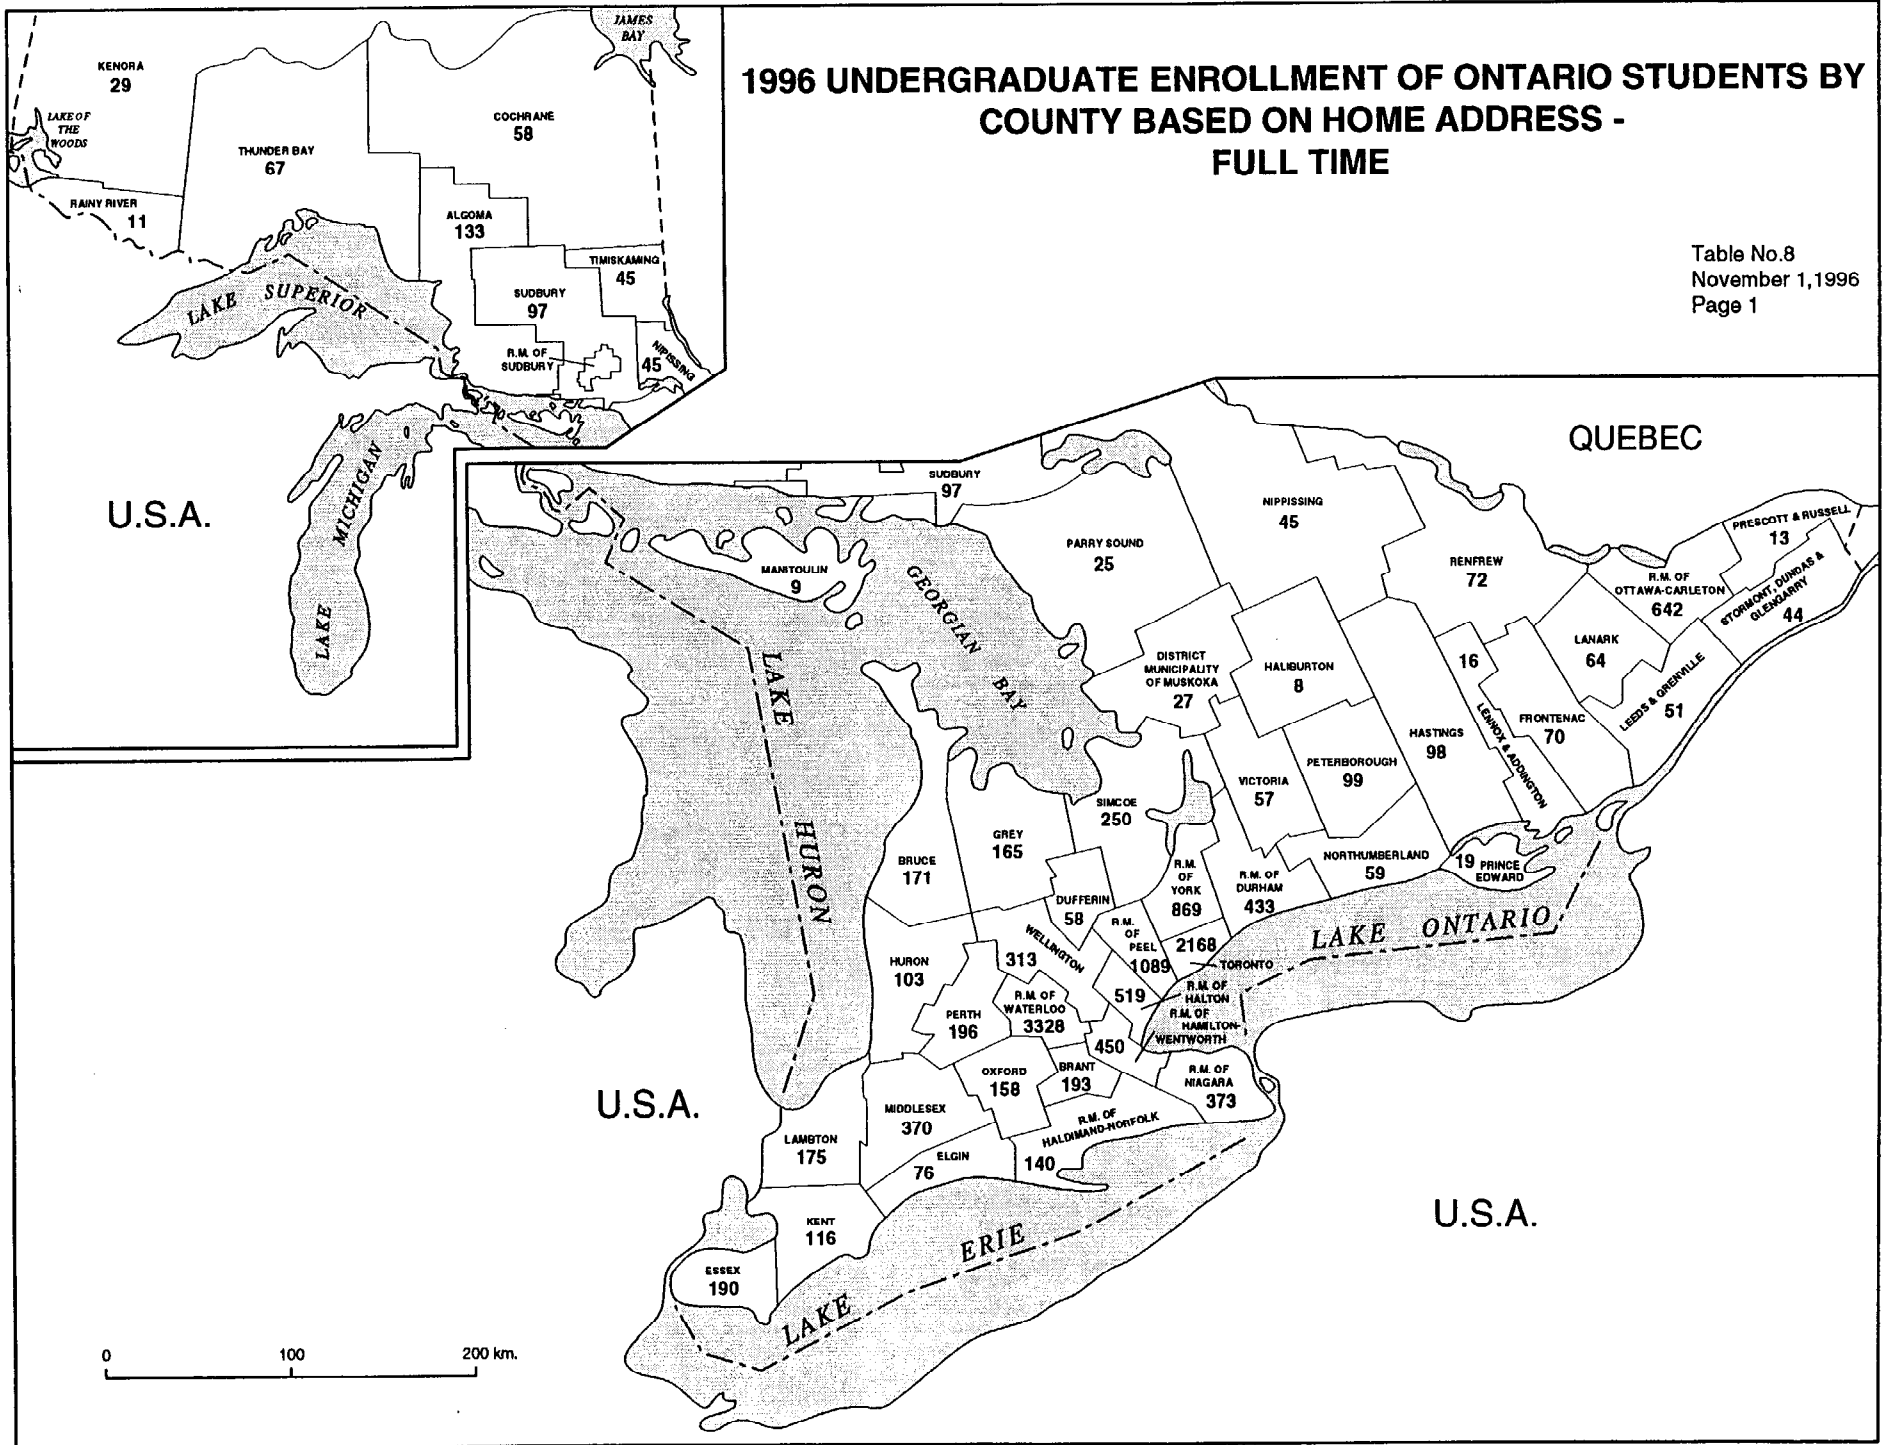 1996 UNDERGRADUATE ENROLLMENT OF ONTARIO STUDENTS BY
COUNTY BASED ON HOME ADDRESS -
FULL TIME
Table No.8
November 1,1996
Page 1
JAMES
BAY
KENORA
29
LAKE OF
THE
WOODS
COCHRANE
58
THUNDER BAY
67
RAINY RIVER
11
ALGOMA
133
TIMISKAMING
45
SUDBURY
97
LAKE SUPERIOR
R.M. OF
SUDBURY
NIPISSING
45
LAKE MICHIGAN
U.S.A.
QUEBEC
SUDBURY
97
NIPPISSING
45
PARRY SOUND
25
MANITOULIN
9
GEORGIAN BAY
RENFREW
72
PRESCOTT & RUSSELL
13
R.M. OF
OTTAWA-CARLETON
642
STORMONT, DUNDAS &
GLENGARRY
44
LANARK
64
LEEDS & GRENVILLE
51
DISTRICT
MUNICIPALITY
OF MUSKOKA
27
HALIBURTON
8
16
LENNOX & ADDINGTON
FRONTENAC
70
HASTINGS
98
PETERBOROUGH
99
VICTORIA
57
SIMCOE
250
LAKE HURON
GREY
165
BRUCE
171
NORTHUMBERLAND
59
19 PRINCE
EDWARD
R.M.
OF
YORK
869
R.M. OF
DURHAM
433
DUFFERIN
58
R.M.
OF
PEEL
1089
2168
TORONTO
LAKE ONTARIO
HURON
103
WELLINGTON
313
519
R.M. OF
HALTON
R.M. OF
WATERLOO
3328
PERTH
196
R.M. OF
HAMILTON-
WENTWORTH
450
OXFORD
158
BRANT
193
R.M. OF
NIAGARA
373
U.S.A.
MIDDLESEX
370
R.M. OF
HALDIMAND-NORFOLK
140
LAMBTON
175
ELGIN
76
KENT
116
LAKE ERIE
U.S.A.
ESSEX
190
0 100 200 km.